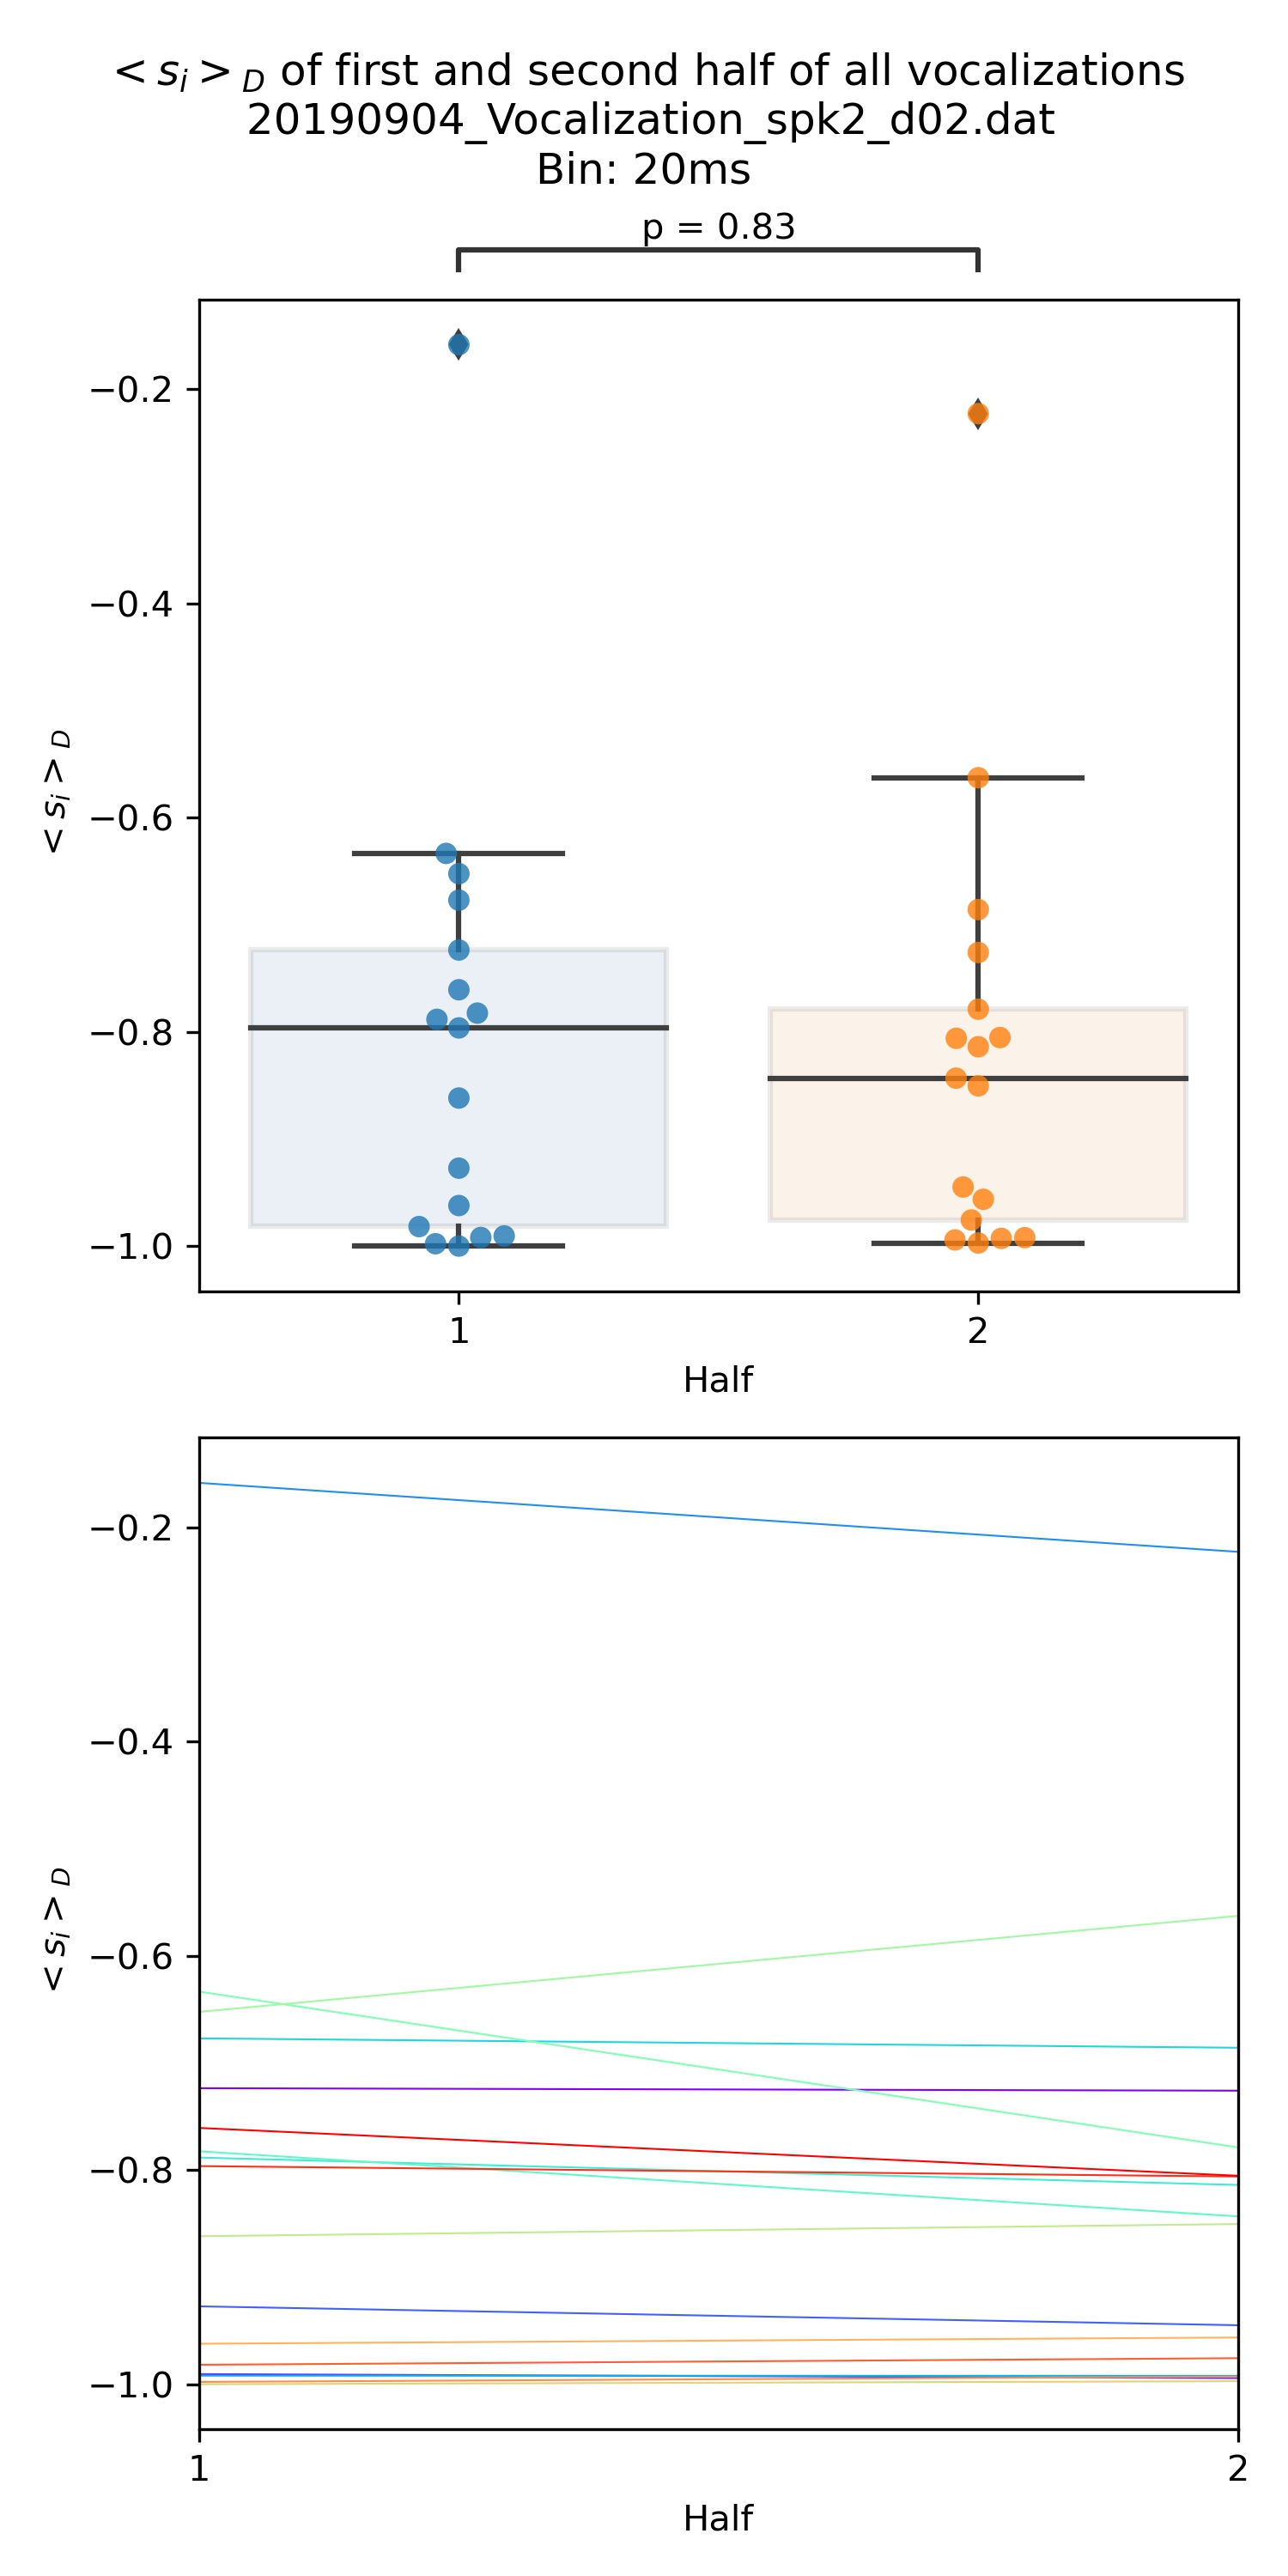 < s_i >_D of first and second half of all vocalizations
20190904_Vocalization_spk2_d02.dat
Bin: 20ms
p = 0.83
−0.2
−0.4
−0.6
−0.8
−1.0
< s_i >_D
1 2
Half
−0.2
−0.4
−0.6
−0.8
−1.0
< s_i >_D
1 2
Half